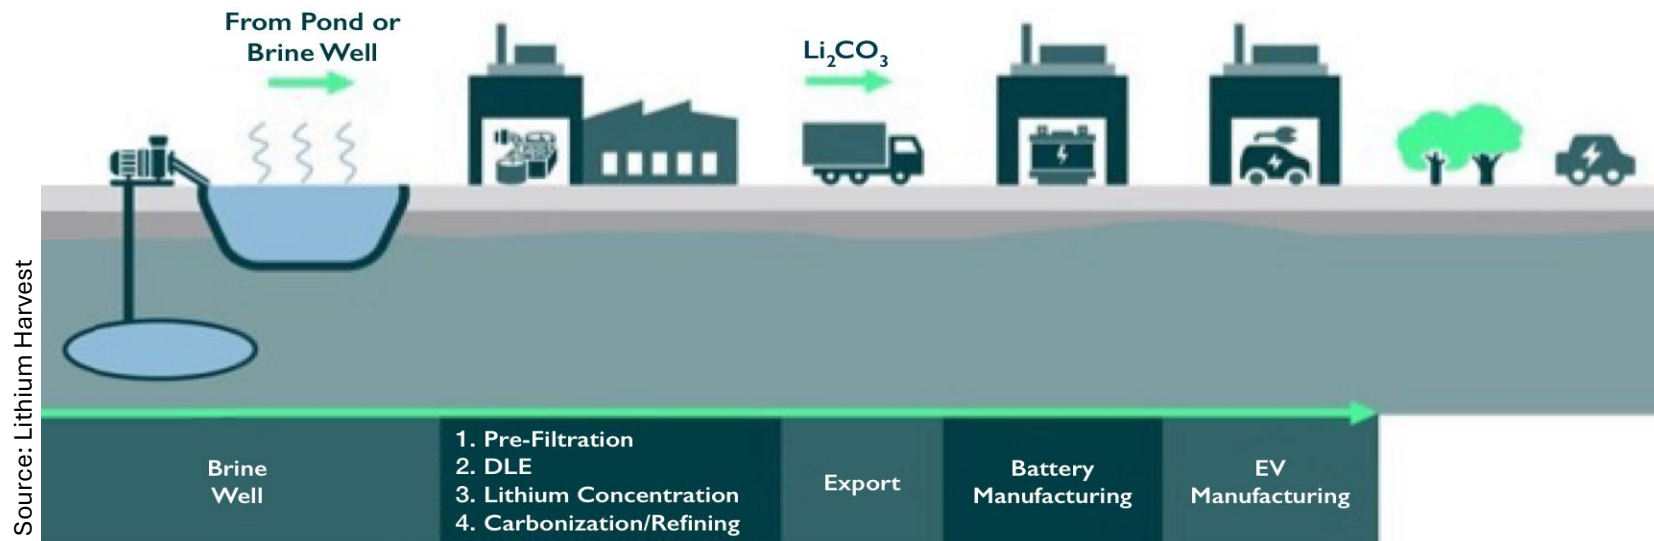 From Pond or
Brine Well
Li₂CO₃
Source: Lithium Harvest
Brine
Well
1. Pre-Filtration
2. DLE
3. Lithium Concentration
4. Carbonization/Refining
Export
Battery
Manufacturing
EV
Manufacturing